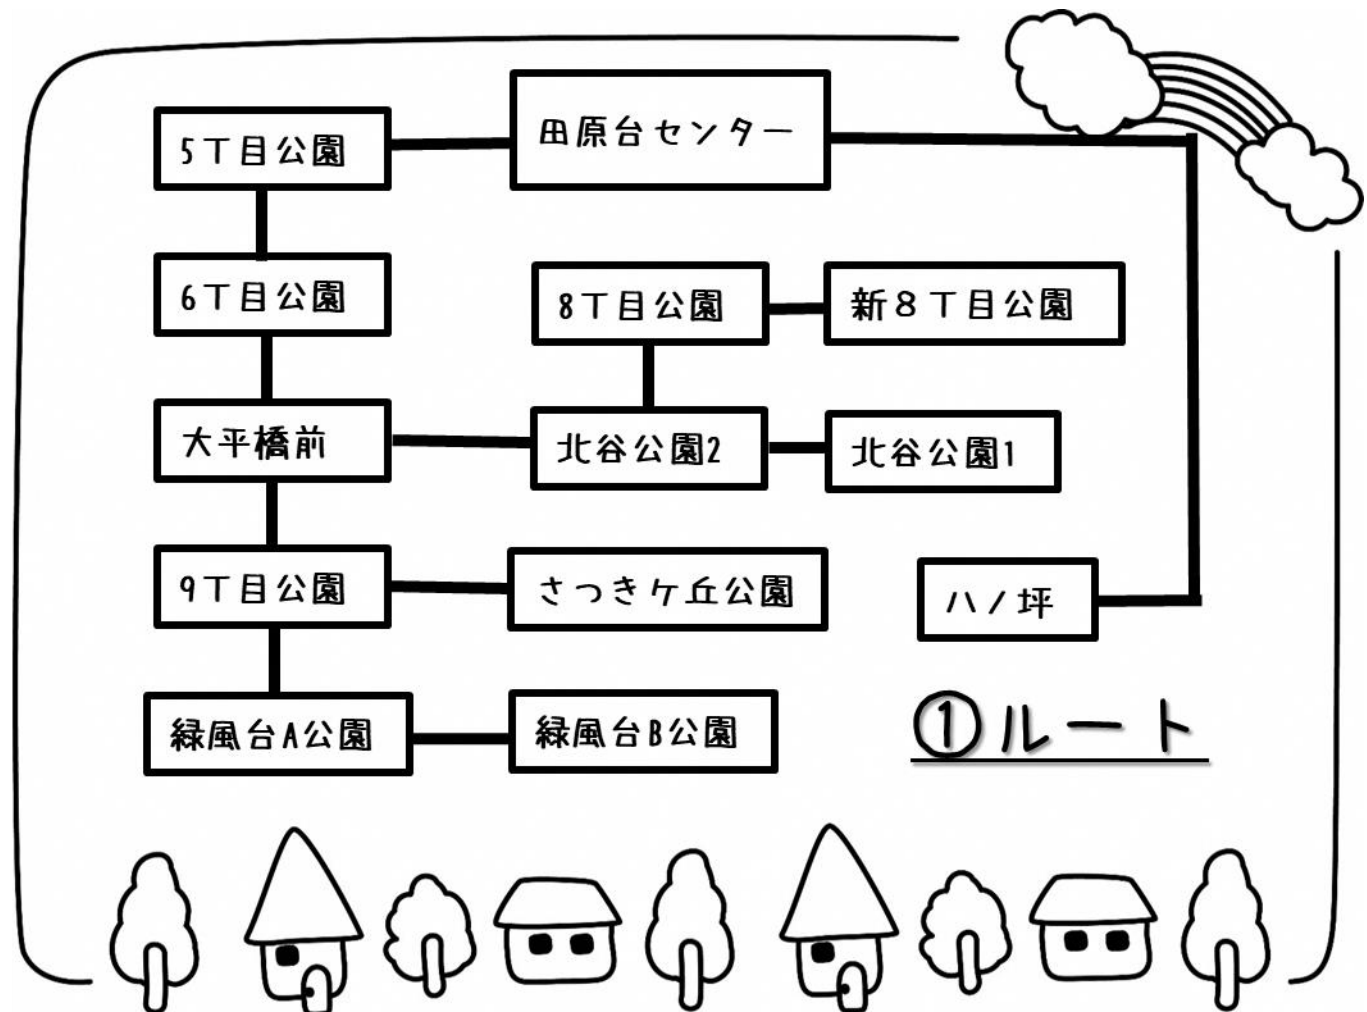 5丁目公園
田原台センター
6丁目公園
8丁目公園
新8丁目公園
大平橋前
北谷公園2
北谷公園1
9丁目公園
さつきケ丘公園
ハノ坪
緑風台A公園
緑風台B公園
①ルート